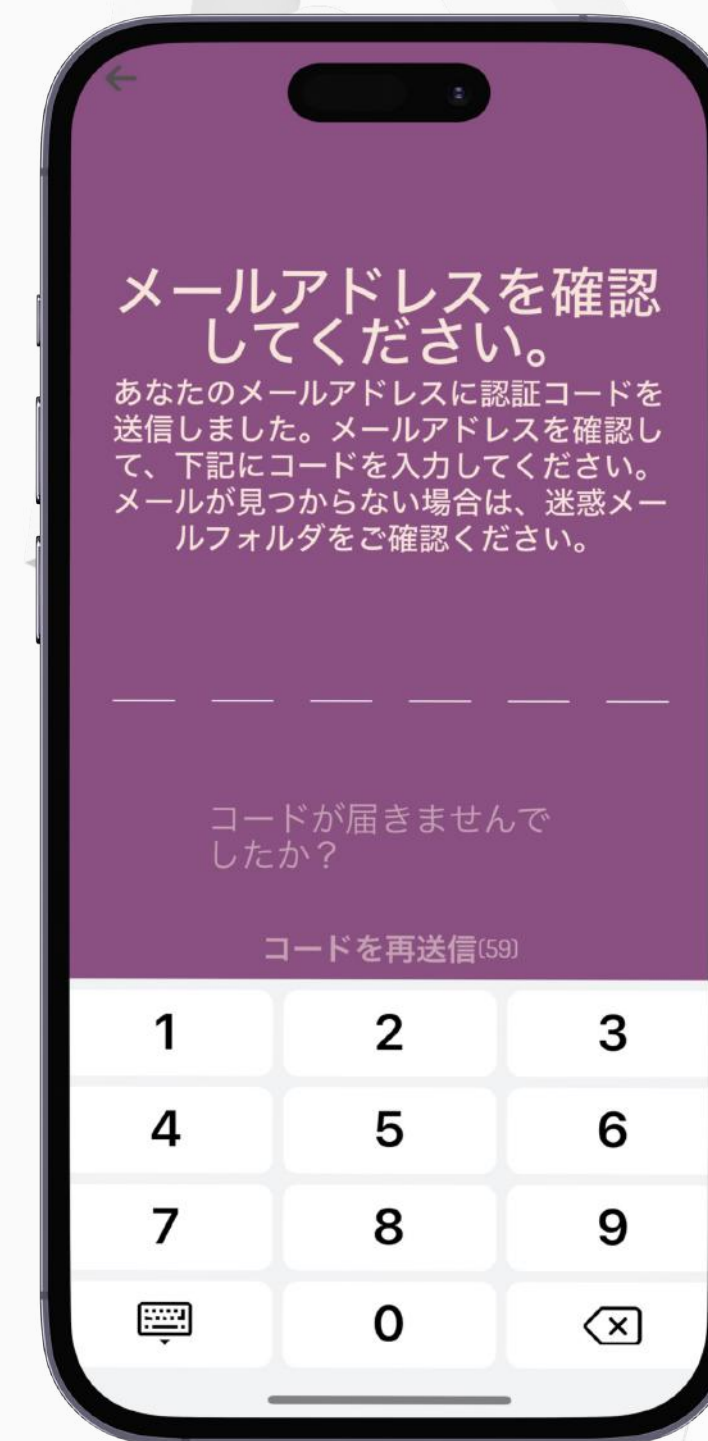 メールアドレスを確認
してください。
あなたのメールアドレスに認証コードを
送信しました。メールアドレスを確認し
て、下記にコードを入力してください。
メールが見つからない場合は、迷惑メー
ルフォルダをご確認ください。
コードが届きませんで
したか？
コードを再送信(59)
1 2 3
4 5 6
7 8 9
0